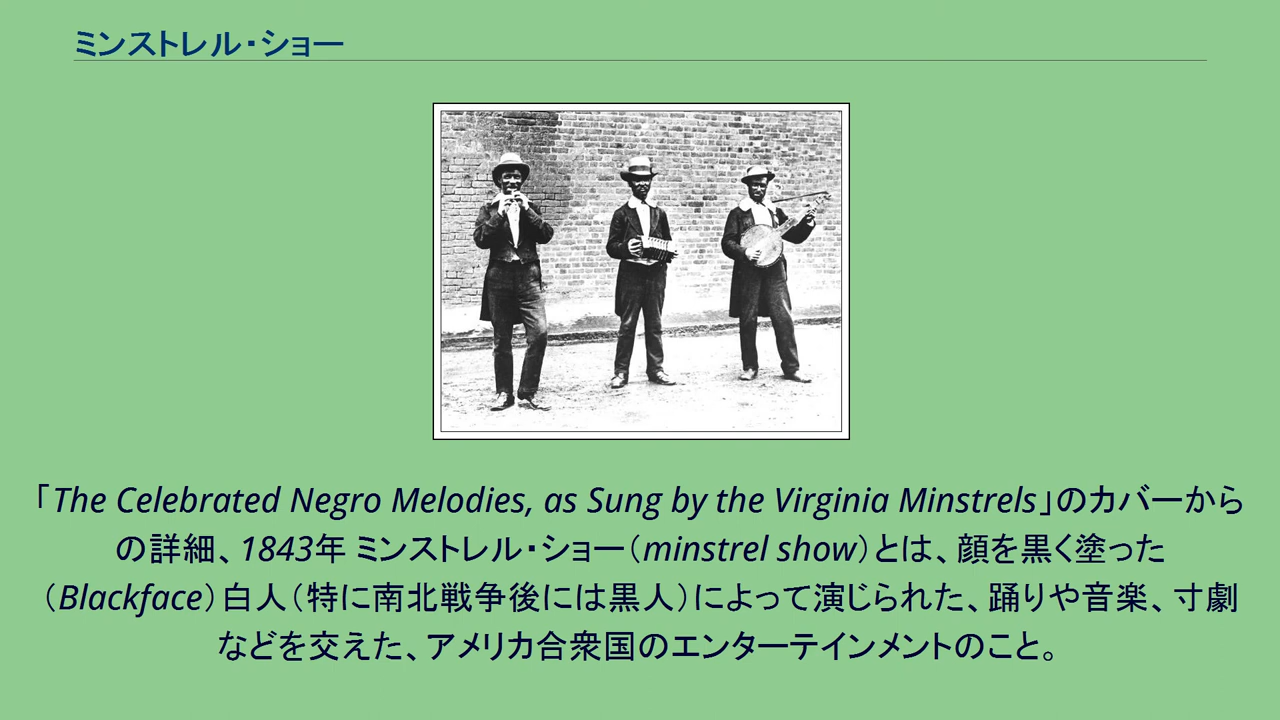 ミンストレル・ショー
「The Celebrated Negro Melodies, as Sung by the Virginia Minstrels」のカバーから
の詳細、1843年 ミンストレル・ショー（minstrel show）とは、顔を黒く塗った
（Blackface）白人（特に南北戦争後には黒人）によって演じられた、踊りや音楽、寸劇
などを交えた、アメリカ合衆国のエンターテインメントのこと。